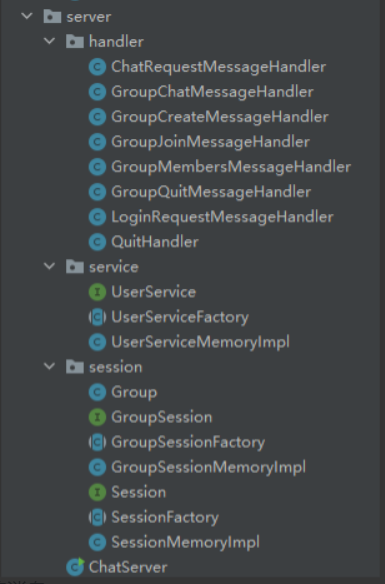 server
handler
ChatRequestMessageHandler
GroupChatMessageHandler
GroupCreateMessageHandler
GroupJoinMessageHandler
GroupMembersMessageHandler
GroupQuitMessageHandler
LoginRequestMessageHandler
QuitHandler
service
UserService
UserServiceFactory
UserServiceMemoryImpl
session
Group
GroupSession
GroupSessionFactory
GroupSessionMemoryImpl
Session
SessionFactory
SessionMemoryImpl
ChatServer